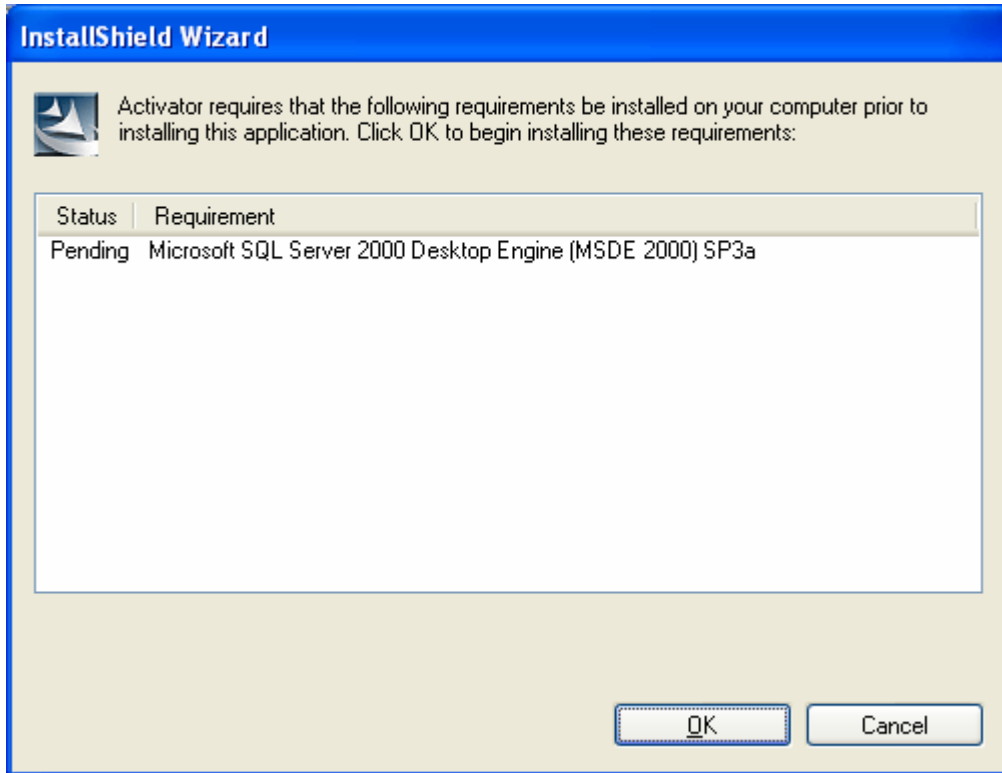 InstallShield Wizard
Activator requires that the following requirements be installed on your computer prior to
installing this application. Click OK to begin installing these requirements:
Status Requirement
Pending Microsoft SQL Server 2000 Desktop Engine (MSDE 2000) SP3a
OK Cancel